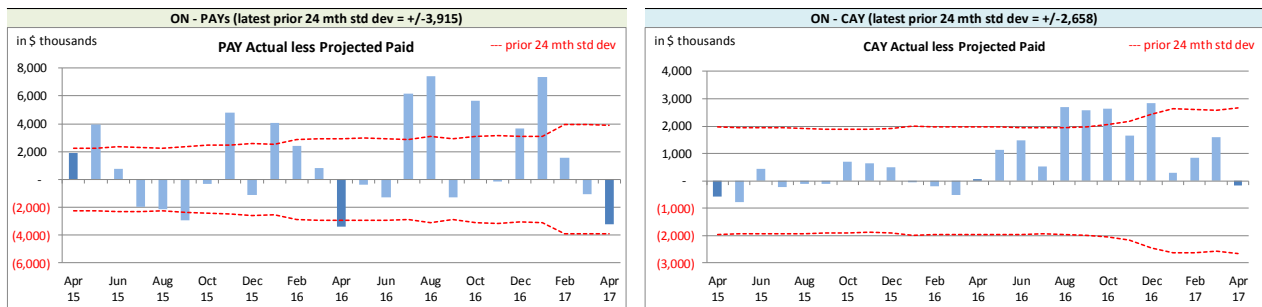 ON - PAYs (latest prior 24 mth std dev = +/-3,915)
in $ thousands
PAY Actual less Projected Paid
--- prior 24 mth std dev
8,000
6,000
4,000
2,000
-
(2,000)
(4,000)
(6,000)
Apr Jun Aug Oct Dec Feb Apr Jun Aug Oct Dec Feb Apr
15 15 15 15 15 16 16 16 16 16 16 17 17
ON - CAY (latest prior 24 mth std dev = +/-2,658)
in $ thousands
CAY Actual less Projected Paid
--- prior 24 mth std dev
4,000
3,000
2,000
1,000
-
(1,000)
(2,000)
(3,000)
Apr Jun Aug Oct Dec Feb Apr Jun Aug Oct Dec Feb Apr
15 15 15 15 15 16 16 16 16 16 16 17 17